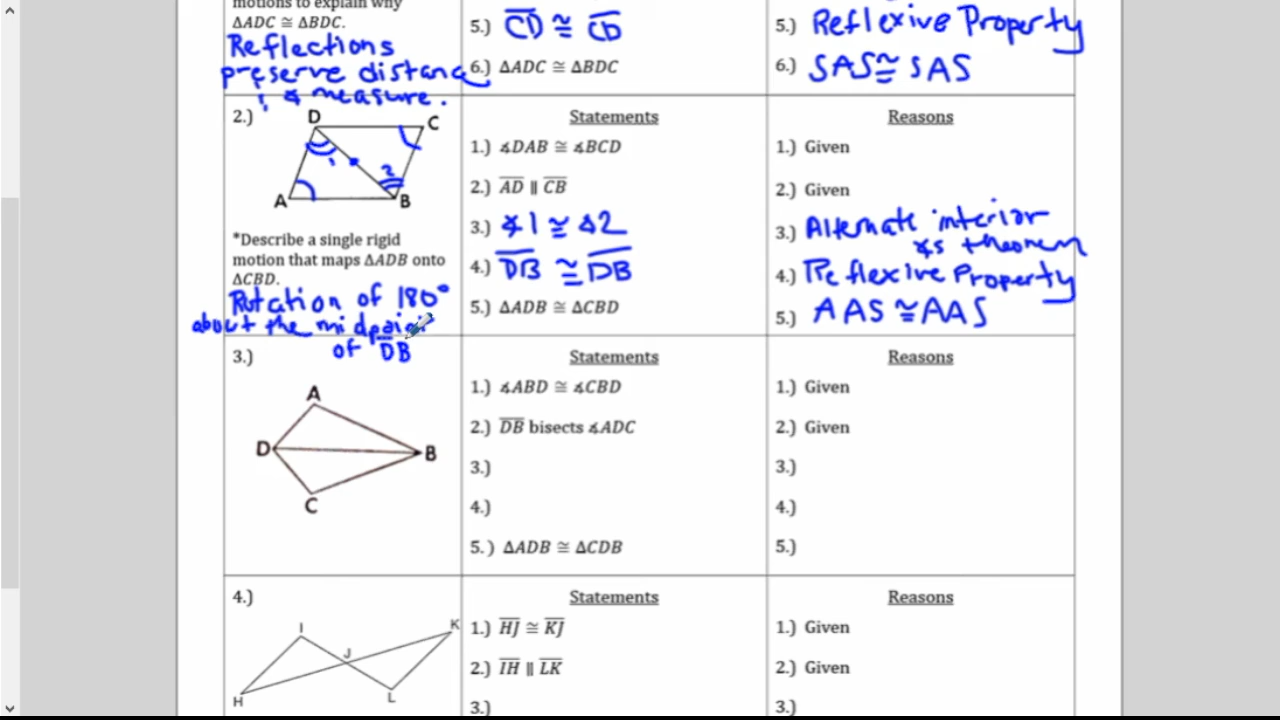 motions to explain why
ΔADC ≅ ΔBDC.
Reflections
preserve distance
, ∡ measure.
5.) CD ≅ CD
6.) ΔADC ≅ ΔBDC
5.) Reflexive Property
6.) SAS ≅ SAS
2.)
D
C
A
B
1
2
*Describe a single rigid
motion that maps ΔADB onto
ΔCBD.
Rotation of 180°
about the midpoint
of DB
Statements
1.) ∡DAB ≅ ∡BCD
2.) AD ∥ CB
3.) ∡1 ≅ ∡2
4.) DB ≅ DB
5.) ΔADB ≅ ΔCBD
Reasons
1.) Given
2.) Given
3.) Alternate interior
∡s theorem
4.) Reflexive Property
5.) AAS ≅ AAS
3.)
A
D
B
C
Statements
1.) ∡ABD ≅ ∡CBD
2.) DB bisects ∡ADC
3.)
4.)
5.) ΔADB ≅ ΔCDB
Reasons
1.) Given
2.) Given
3.)
4.)
5.)
4.)
I
K
J
H
L
Statements
1.) HJ ≅ KJ
2.) IH ∥ LK
3.)
Reasons
1.) Given
2.) Given
3.)